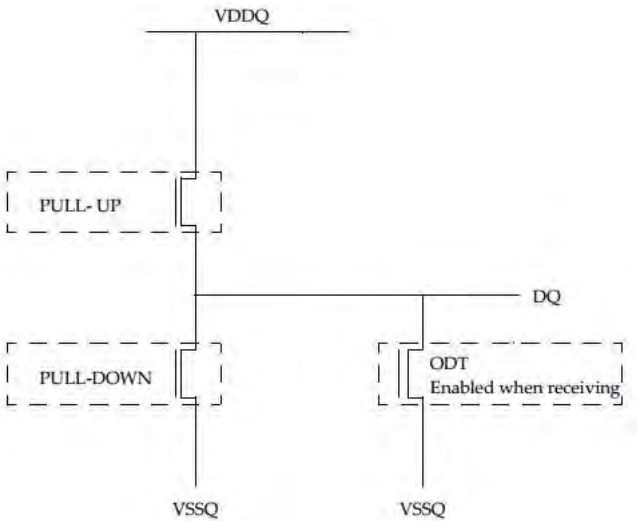 VDDQ
PULL- UP
DQ
PULL-DOWN
ODT
Enabled when receiving
VSSQ
VSSQ